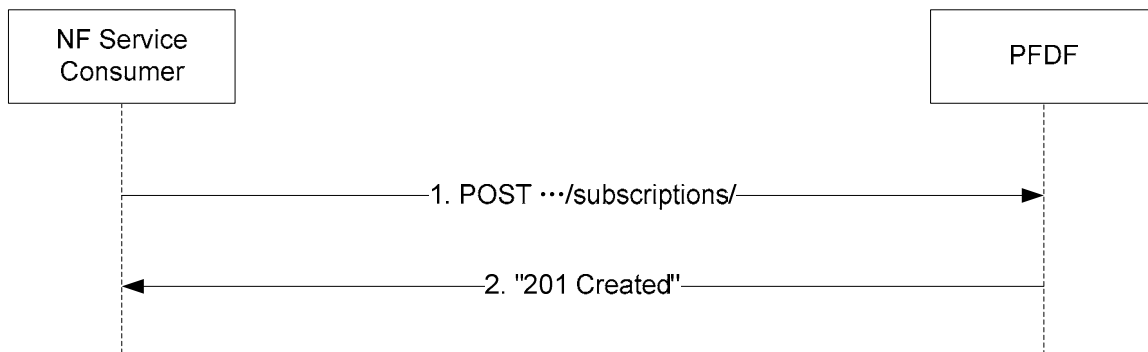 NF Service
Consumer
PFDF
1. POST ···/subscriptions/
2. "201 Created"